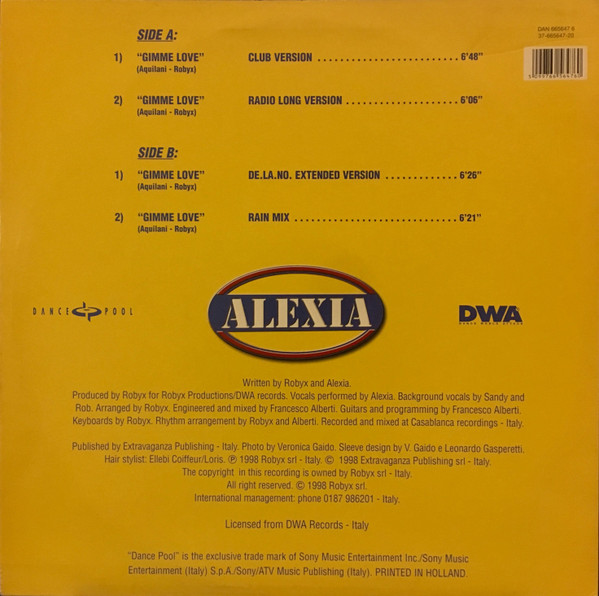 DAN 665647 6
37-665647-20
SIDE A:
1) “GIMME LOVE” CLUB VERSION .......................... 6’48”
(Aquilani - Robyx)
2) “GIMME LOVE” RADIO LONG VERSION .................... 6’06”
(Aquilani - Robyx)
SIDE B:
1) “GIMME LOVE” DE.LA.NO. EXTENDED VERSION ............. 6’26”
(Aquilani - Robyx)
2) “GIMME LOVE” RAIN MIX .............................. 6’21”
(Aquilani - Robyx)
DANCE POOL
ALEXIA
DWA
DANCE WORLD ATTACK
Written by Robyx and Alexia.
Produced by Robyx for Robyx Productions/DWA records. Vocals performed by Alexia. Background vocals by Sandy and
Rob. Arranged by Robyx. Engineered and mixed by Francesco Alberti. Guitars and programming by Francesco Alberti.
Keyboards by Robyx. Rhythm arrangement by Robyx and Alberti. Recorded and mixed at Casablanca recordings - Italy.
Published by Extravaganza Publishing - Italy. Photo by Veronica Gaido. Sleeve design by V. Gaido e Leonardo Gasperetti.
Hair stylist: Ellebi Coiffeur/Loris. ℗ 1998 Robyx srl - Italy. © 1998 Extravaganza Publishing srl - Italy.
The copyright in this recording is owned by Robyx srl - Italy.
All right reserved. © 1998 Robyx srl.
International management: phone 0187 986201 - Italy.
Licensed from DWA Records - Italy
“Dance Pool” is the exclusive trade mark of Sony Music Entertainment Inc./Sony Music
Entertainment (Italy) S.p.A./Sony/ATV Music Publishing (Italy). PRINTED IN HOLLAND.